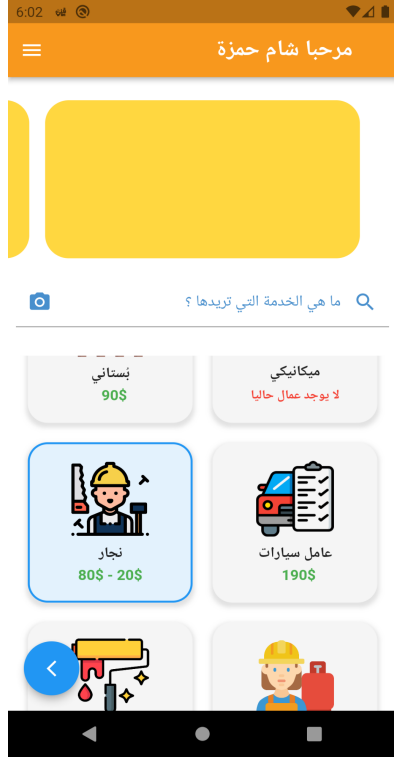 6:02
مرحبا شام حمزة
ما هي الخدمة التي تريدها ؟
ميكانيكي
لا يوجد عمال حاليا
بُستاني
90$
عامل سيارات
190$
نجار
80$ - 20$